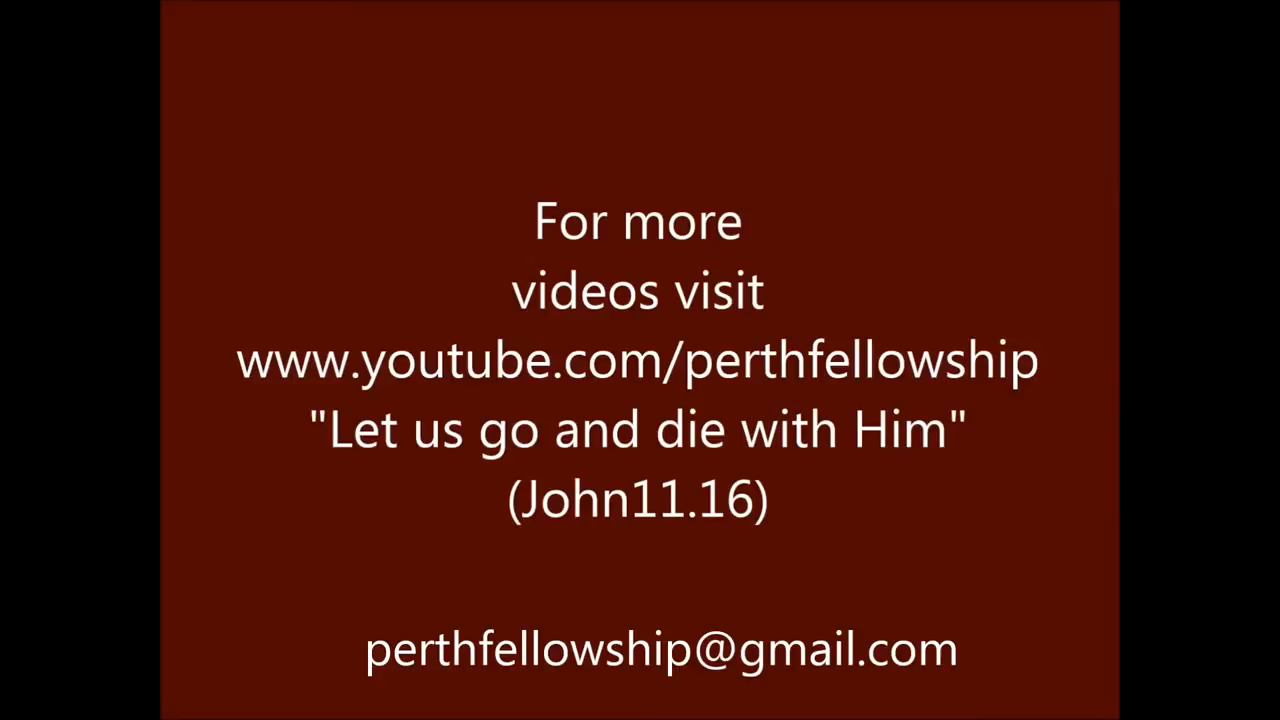 For more
videos visit
www.youtube.com/perthfellowship
"Let us go and die with Him"
(John11.16)
perthfellowship@gmail.com